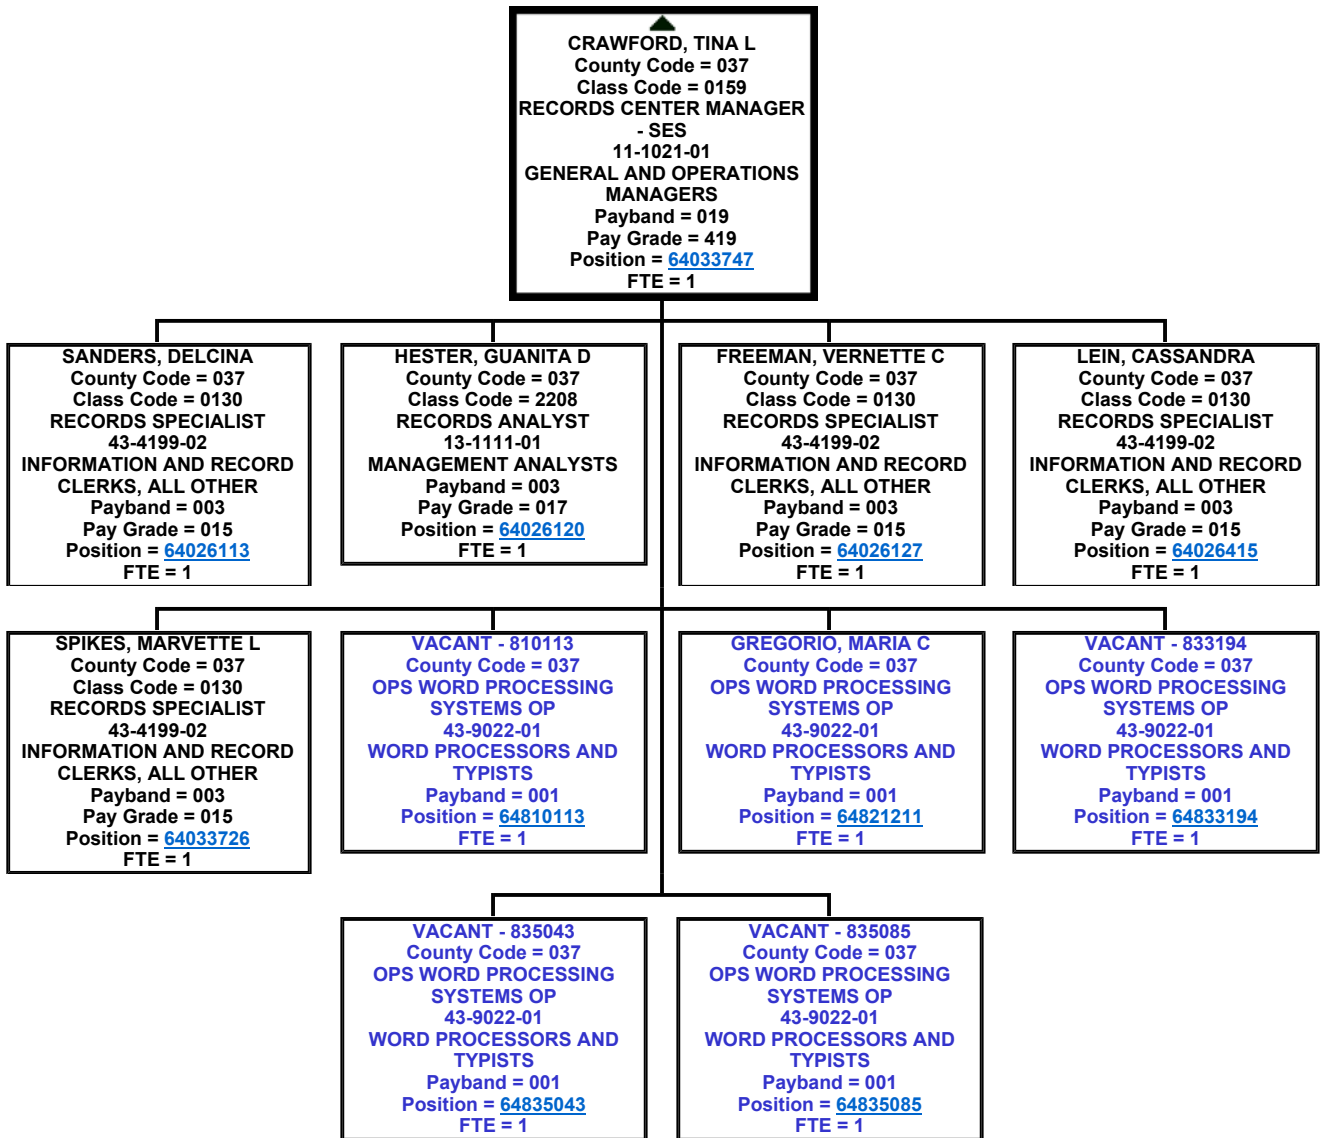 CRAWFORD, TINA L
County Code = 037
Class Code = 0159
RECORDS CENTER MANAGER
- SES
11-1021-01
GENERAL AND OPERATIONS
MANAGERS
Payband = 019
Pay Grade = 419
Position = 64033747
FTE = 1
SANDERS, DELCINA
County Code = 037
Class Code = 0130
RECORDS SPECIALIST
43-4199-02
INFORMATION AND RECORD
CLERKS, ALL OTHER
Payband = 003
Pay Grade = 015
Position = 64026113
FTE = 1
HESTER, GUANITA D
County Code = 037
Class Code = 2208
RECORDS ANALYST
13-1111-01
MANAGEMENT ANALYSTS
Payband = 003
Pay Grade = 017
Position = 64026120
FTE = 1
FREEMAN, VERNETTE C
County Code = 037
Class Code = 0130
RECORDS SPECIALIST
43-4199-02
INFORMATION AND RECORD
CLERKS, ALL OTHER
Payband = 003
Pay Grade = 015
Position = 64026127
FTE = 1
LEIN, CASSANDRA
County Code = 037
Class Code = 0130
RECORDS SPECIALIST
43-4199-02
INFORMATION AND RECORD
CLERKS, ALL OTHER
Payband = 003
Pay Grade = 015
Position = 64026415
FTE = 1
SPIKES, MARVETTE L
County Code = 037
Class Code = 0130
RECORDS SPECIALIST
43-4199-02
INFORMATION AND RECORD
CLERKS, ALL OTHER
Payband = 003
Pay Grade = 015
Position = 64033726
FTE = 1
VACANT - 810113
County Code = 037
OPS WORD PROCESSING
SYSTEMS OP
43-9022-01
WORD PROCESSORS AND
TYPISTS
Payband = 001
Position = 64810113
FTE = 1
GREGORIO, MARIA C
County Code = 037
OPS WORD PROCESSING
SYSTEMS OP
43-9022-01
WORD PROCESSORS AND
TYPISTS
Payband = 001
Position = 64821211
FTE = 1
VACANT - 833194
County Code = 037
OPS WORD PROCESSING
SYSTEMS OP
43-9022-01
WORD PROCESSORS AND
TYPISTS
Payband = 001
Position = 64833194
FTE = 1
VACANT - 835043
County Code = 037
OPS WORD PROCESSING
SYSTEMS OP
43-9022-01
WORD PROCESSORS AND
TYPISTS
Payband = 001
Position = 64835043
FTE = 1
VACANT - 835085
County Code = 037
OPS WORD PROCESSING
SYSTEMS OP
43-9022-01
WORD PROCESSORS AND
TYPISTS
Payband = 001
Position = 64835085
FTE = 1